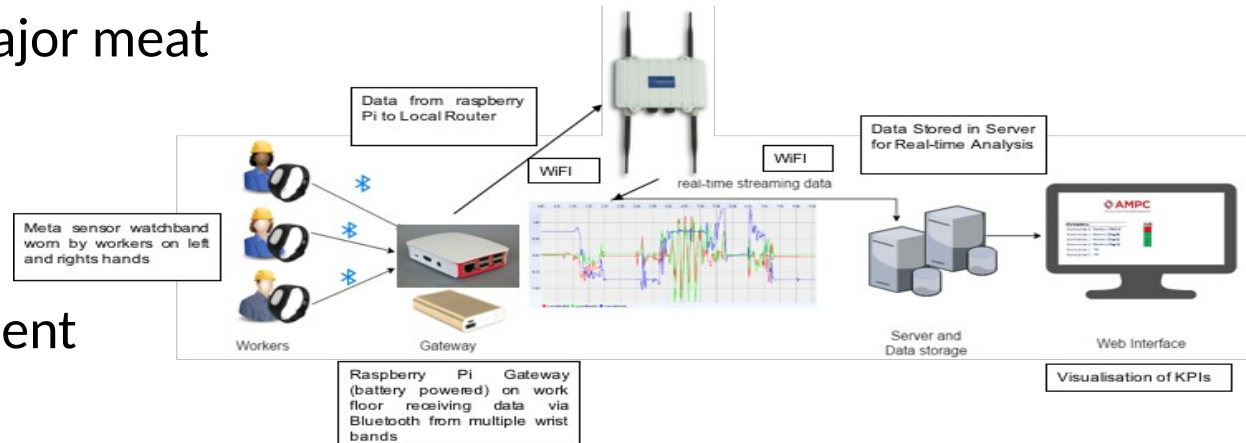 ajor meat
Data from raspberry
Pi to Local Router
WiFI
WiFI
Data Stored in Server
for Real-time Analysis
real-time streaming data
Meta sensor watchband
worn by workers on left
and rights hands
AMPC
ent
Workers
Gateway
Server and
Data storage
Web Interface
Raspberry Pi Gateway
(battery powered) on work
floor receiving data via
Bluetooth from multiple wrist
bands
Visualisation of KPIs